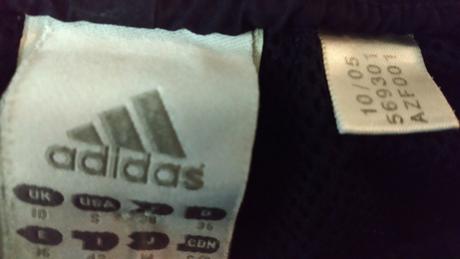 adidas
UK USA D
10 S 36
E I J CDN
10/05
569301
AZF001